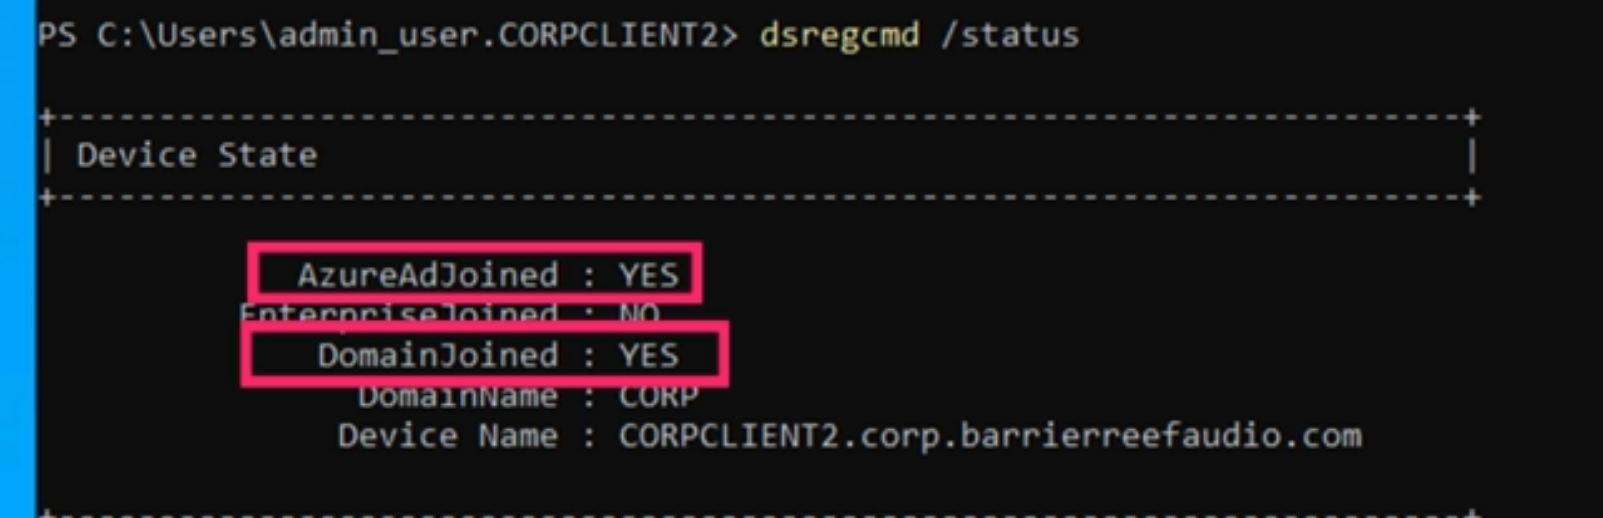 PS C:\Users\admin_user.CORPCLIENT2> dsregcmd /status
+----------------------------------------------------------------------+
| Device State                                                         |
+----------------------------------------------------------------------+
AzureAdJoined : YES
EnterpriseJoined : NO
DomainJoined : YES
DomainName : CORP
Device Name : CORPCLIENT2.corp.barrierreefaudio.com
+----------------------------------------------------------------------+